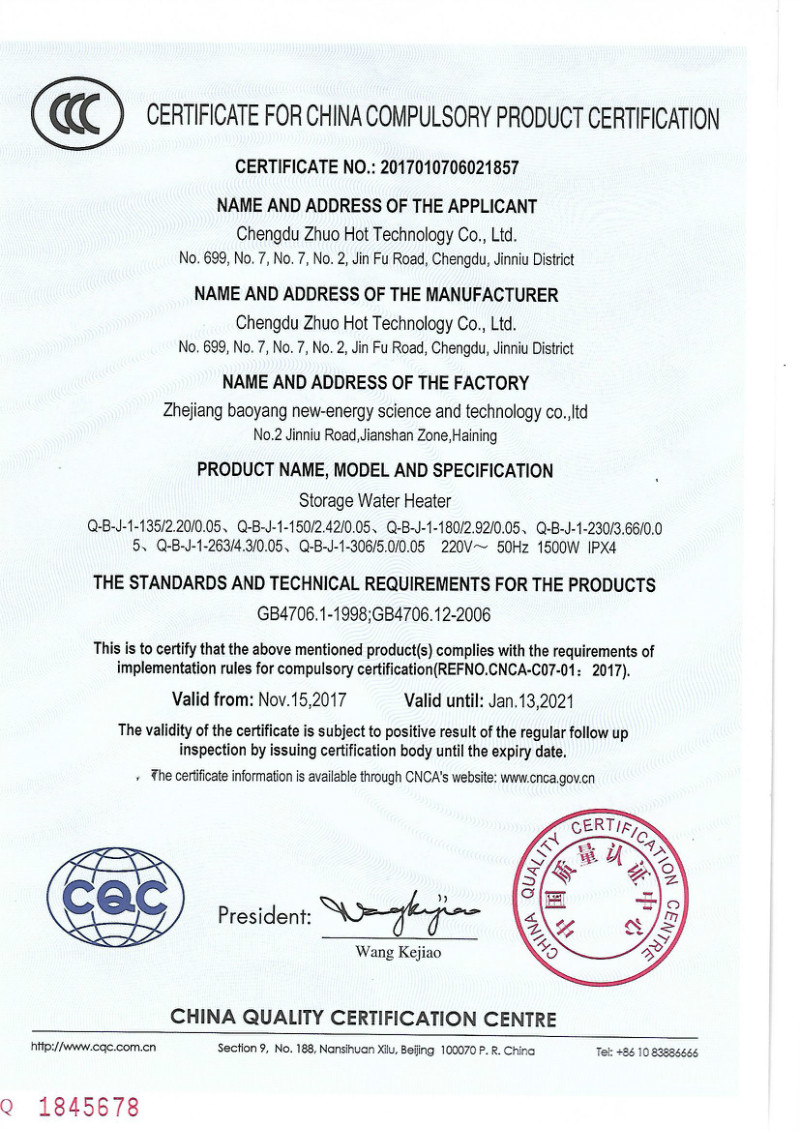 CCC
CERTIFICATE FOR CHINA COMPULSORY PRODUCT CERTIFICATION
CERTIFICATE NO.: 2017010706021857
NAME AND ADDRESS OF THE APPLICANT
Chengdu Zhuo Hot Technology Co., Ltd.
No. 699, No. 7, No. 7, No. 2, Jin Fu Road, Chengdu, Jinniu District
NAME AND ADDRESS OF THE MANUFACTURER
Chengdu Zhuo Hot Technology Co., Ltd.
No. 699, No. 7, No. 7, No. 2, Jin Fu Road, Chengdu, Jinniu District
NAME AND ADDRESS OF THE FACTORY
Zhejiang baoyang new-energy science and technology co.,ltd
No.2 Jinniu Road,Jianshan Zone,Haining
PRODUCT NAME, MODEL AND SPECIFICATION
Storage Water Heater
Q-B-J-1-135/2.20/0.05、Q-B-J-1-150/2.42/0.05、Q-B-J-1-180/2.92/0.05、Q-B-J-1-230/3.66/0.0
5、Q-B-J-1-263/4.3/0.05、Q-B-J-1-306/5.0/0.05 220V～ 50Hz 1500W IPX4
THE STANDARDS AND TECHNICAL REQUIREMENTS FOR THE PRODUCTS
GB4706.1-1998;GB4706.12-2006
This is to certify that the above mentioned product(s) complies with the requirements of
implementation rules for compulsory certification(REFNO.CNCA-C07-01：2017).
Valid from: Nov.15,2017 Valid until: Jan.13,2021
The validity of the certificate is subject to positive result of the regular follow up
inspection by issuing certification body until the expiry date.
The certificate information is available through CNCA's website: www.cnca.gov.cn
CQC
President: Wangkejiao
Wang Kejiao
CHINA QUALITY CERTIFICATION CENTRE
中国质量认证中心
CHINA QUALITY CERTIFICATION CENTRE
http://www.cqc.com.cn Section 9, No. 188, Nansihuan Xilu, Beijing 100070 P. R. China Tel: +86 10 83886666
Q 1845678